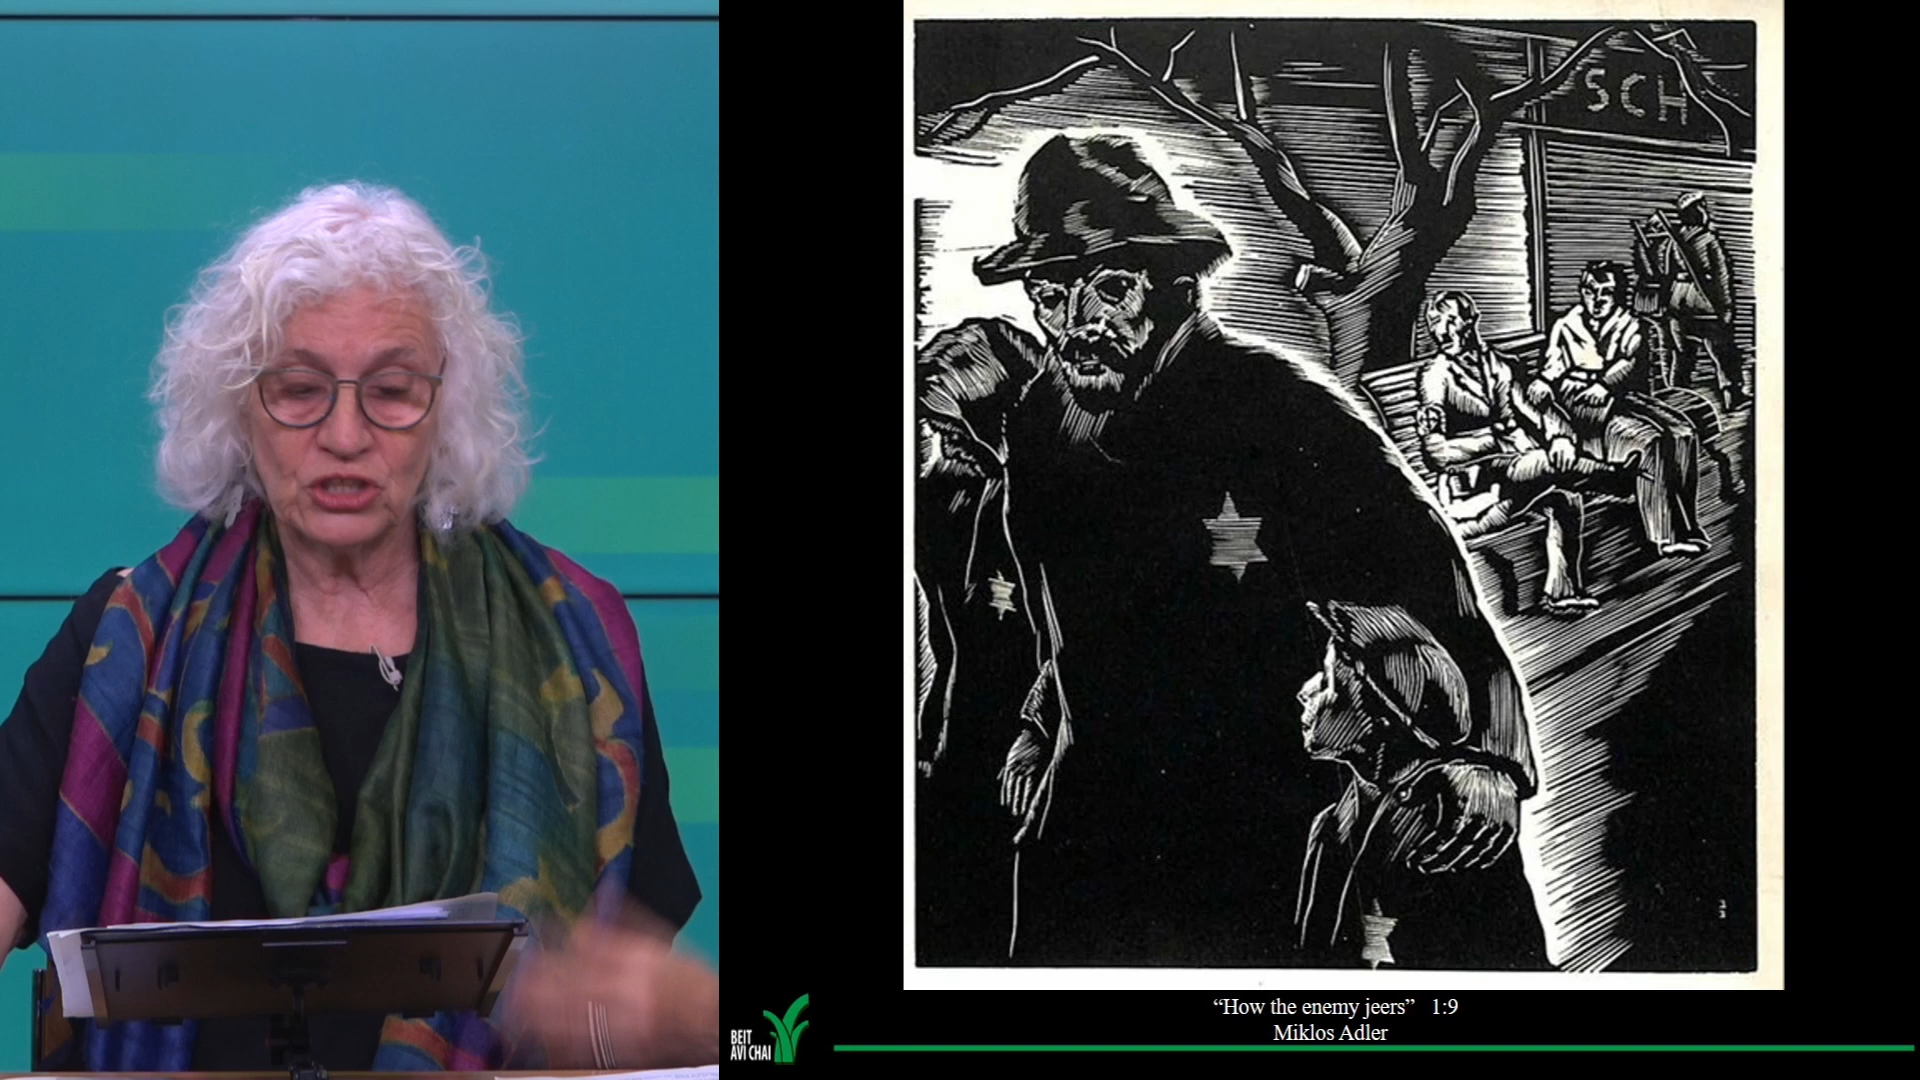 SCH
“How the enemy jeers” 1:9
Miklos Adler
BEIT
AVI CHAI